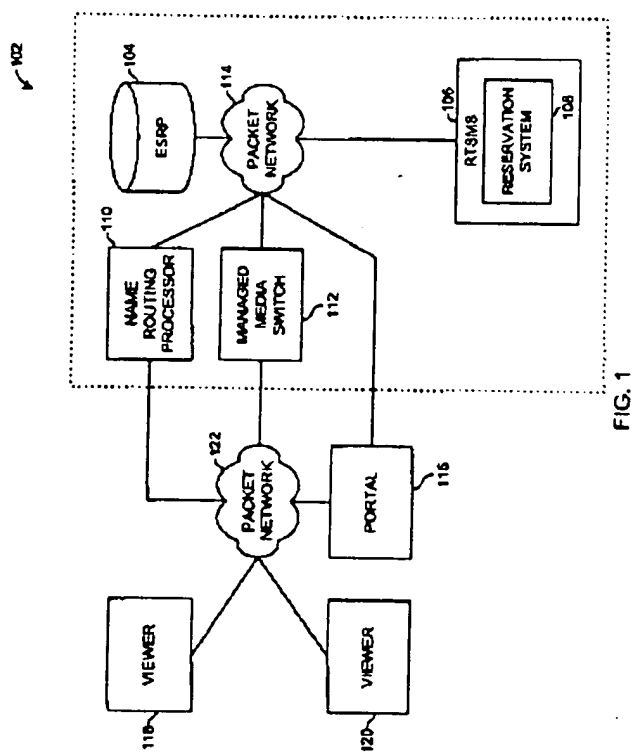 102
104
ESRP
114
PACKET
NETWORK
106
RTSMS
RESERVATION
SYSTEM
108
110
NAME
ROUTING
PROCESSOR
MANAGED
MEDIA
SWITCH
112
122
PACKET
NETWORK
PORTAL
116
VIEWER
118
VIEWER
120
FIG. 1